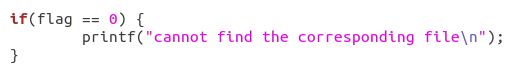 if(flag == 0) {
        printf("cannot find the corresponding file\n");
}